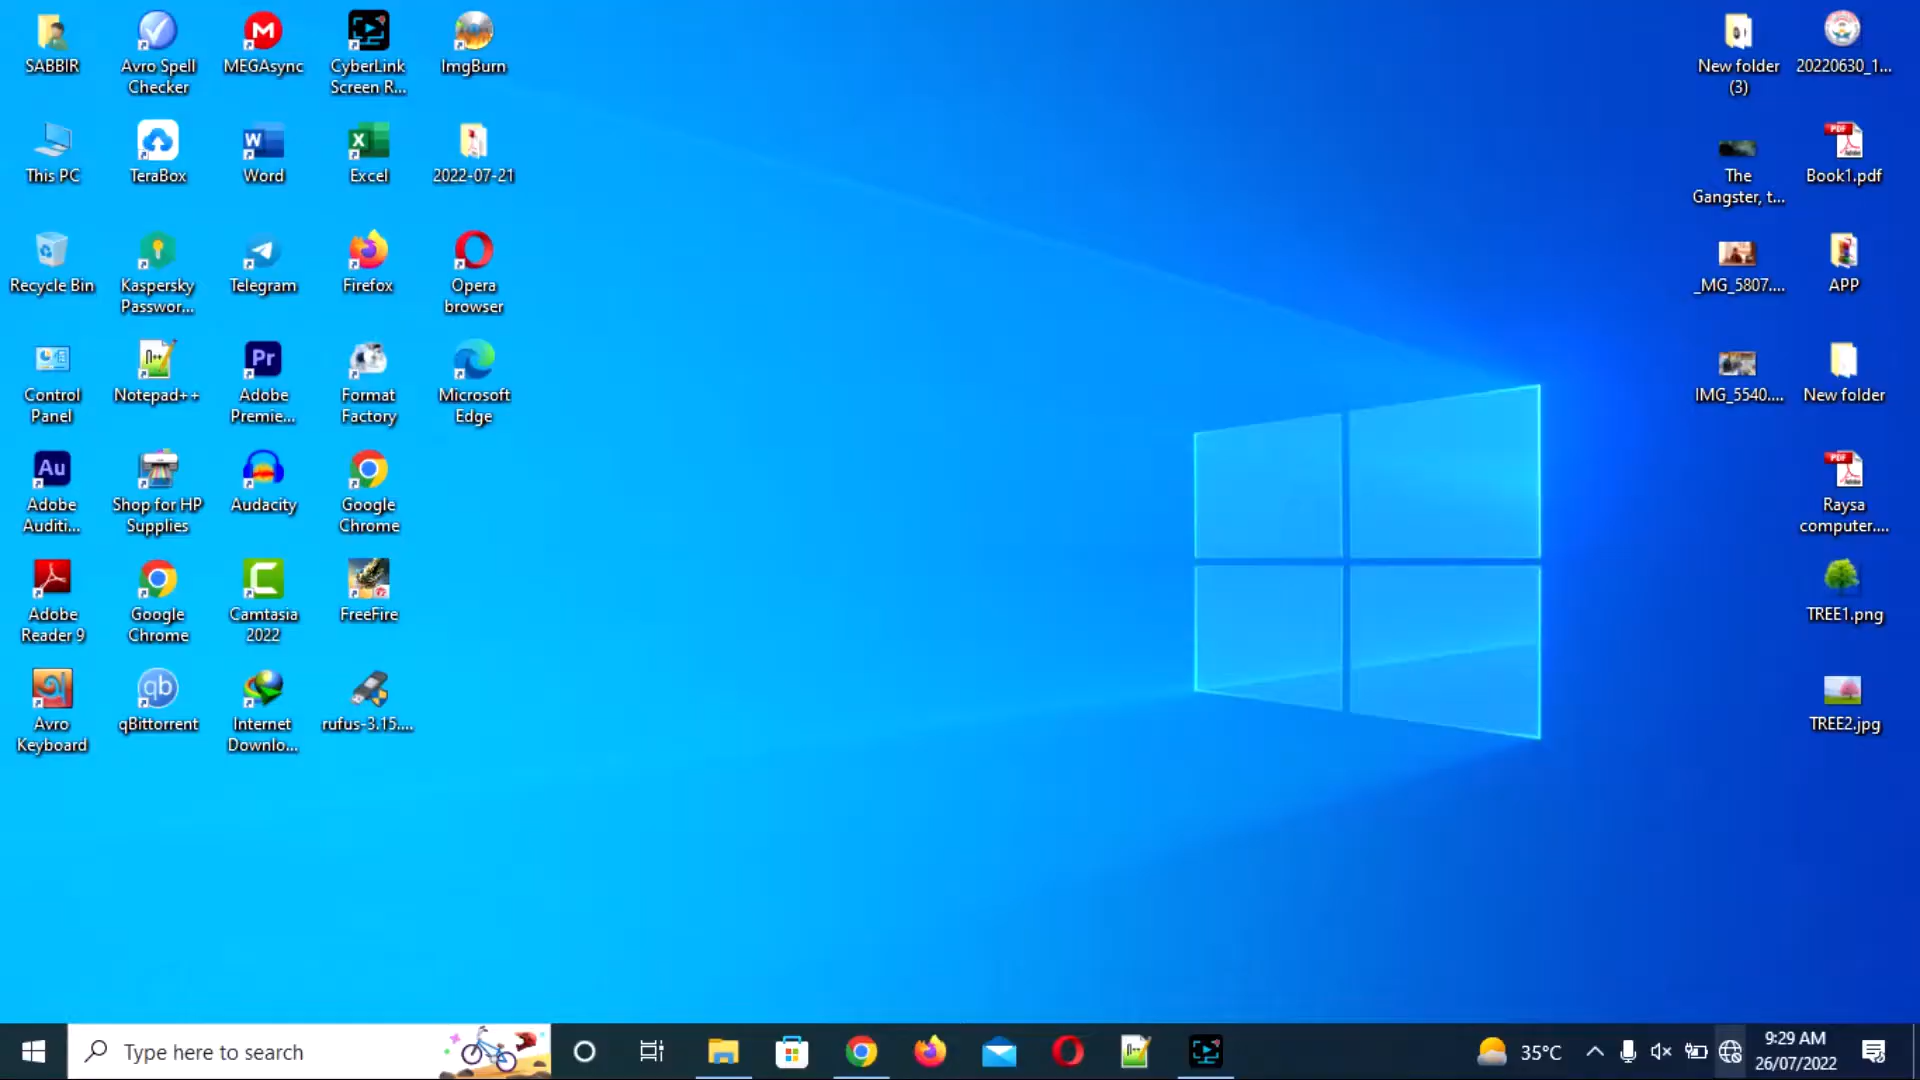 SABBIR
Avro Spell
Checker
MEGAsync
CyberLink
Screen R...
ImgBurn
New folder
(3)
20220630_1...
This PC
TeraBox
Word
Excel
2022-07-21
The
Gangster, t...
Book1.pdf
Recycle Bin
Kaspersky
Passwor...
Telegram
Firefox
Opera
browser
_MG_5807....
APP
Control
Panel
Notepad++
Adobe
Premie...
Format
Factory
Microsoft
Edge
IMG_5540....
New folder
Adobe
Auditi...
Shop for HP
Supplies
Audacity
Google
Chrome
Raysa
computer....
Adobe
Reader 9
Google
Chrome
Camtasia
2022
FreeFire
TREE1.png
Avro
Keyboard
qBittorrent
Internet
Downlo...
rufus-3.15....
TREE2.jpg
Type here to search
35°C
9:29 AM
26/07/2022